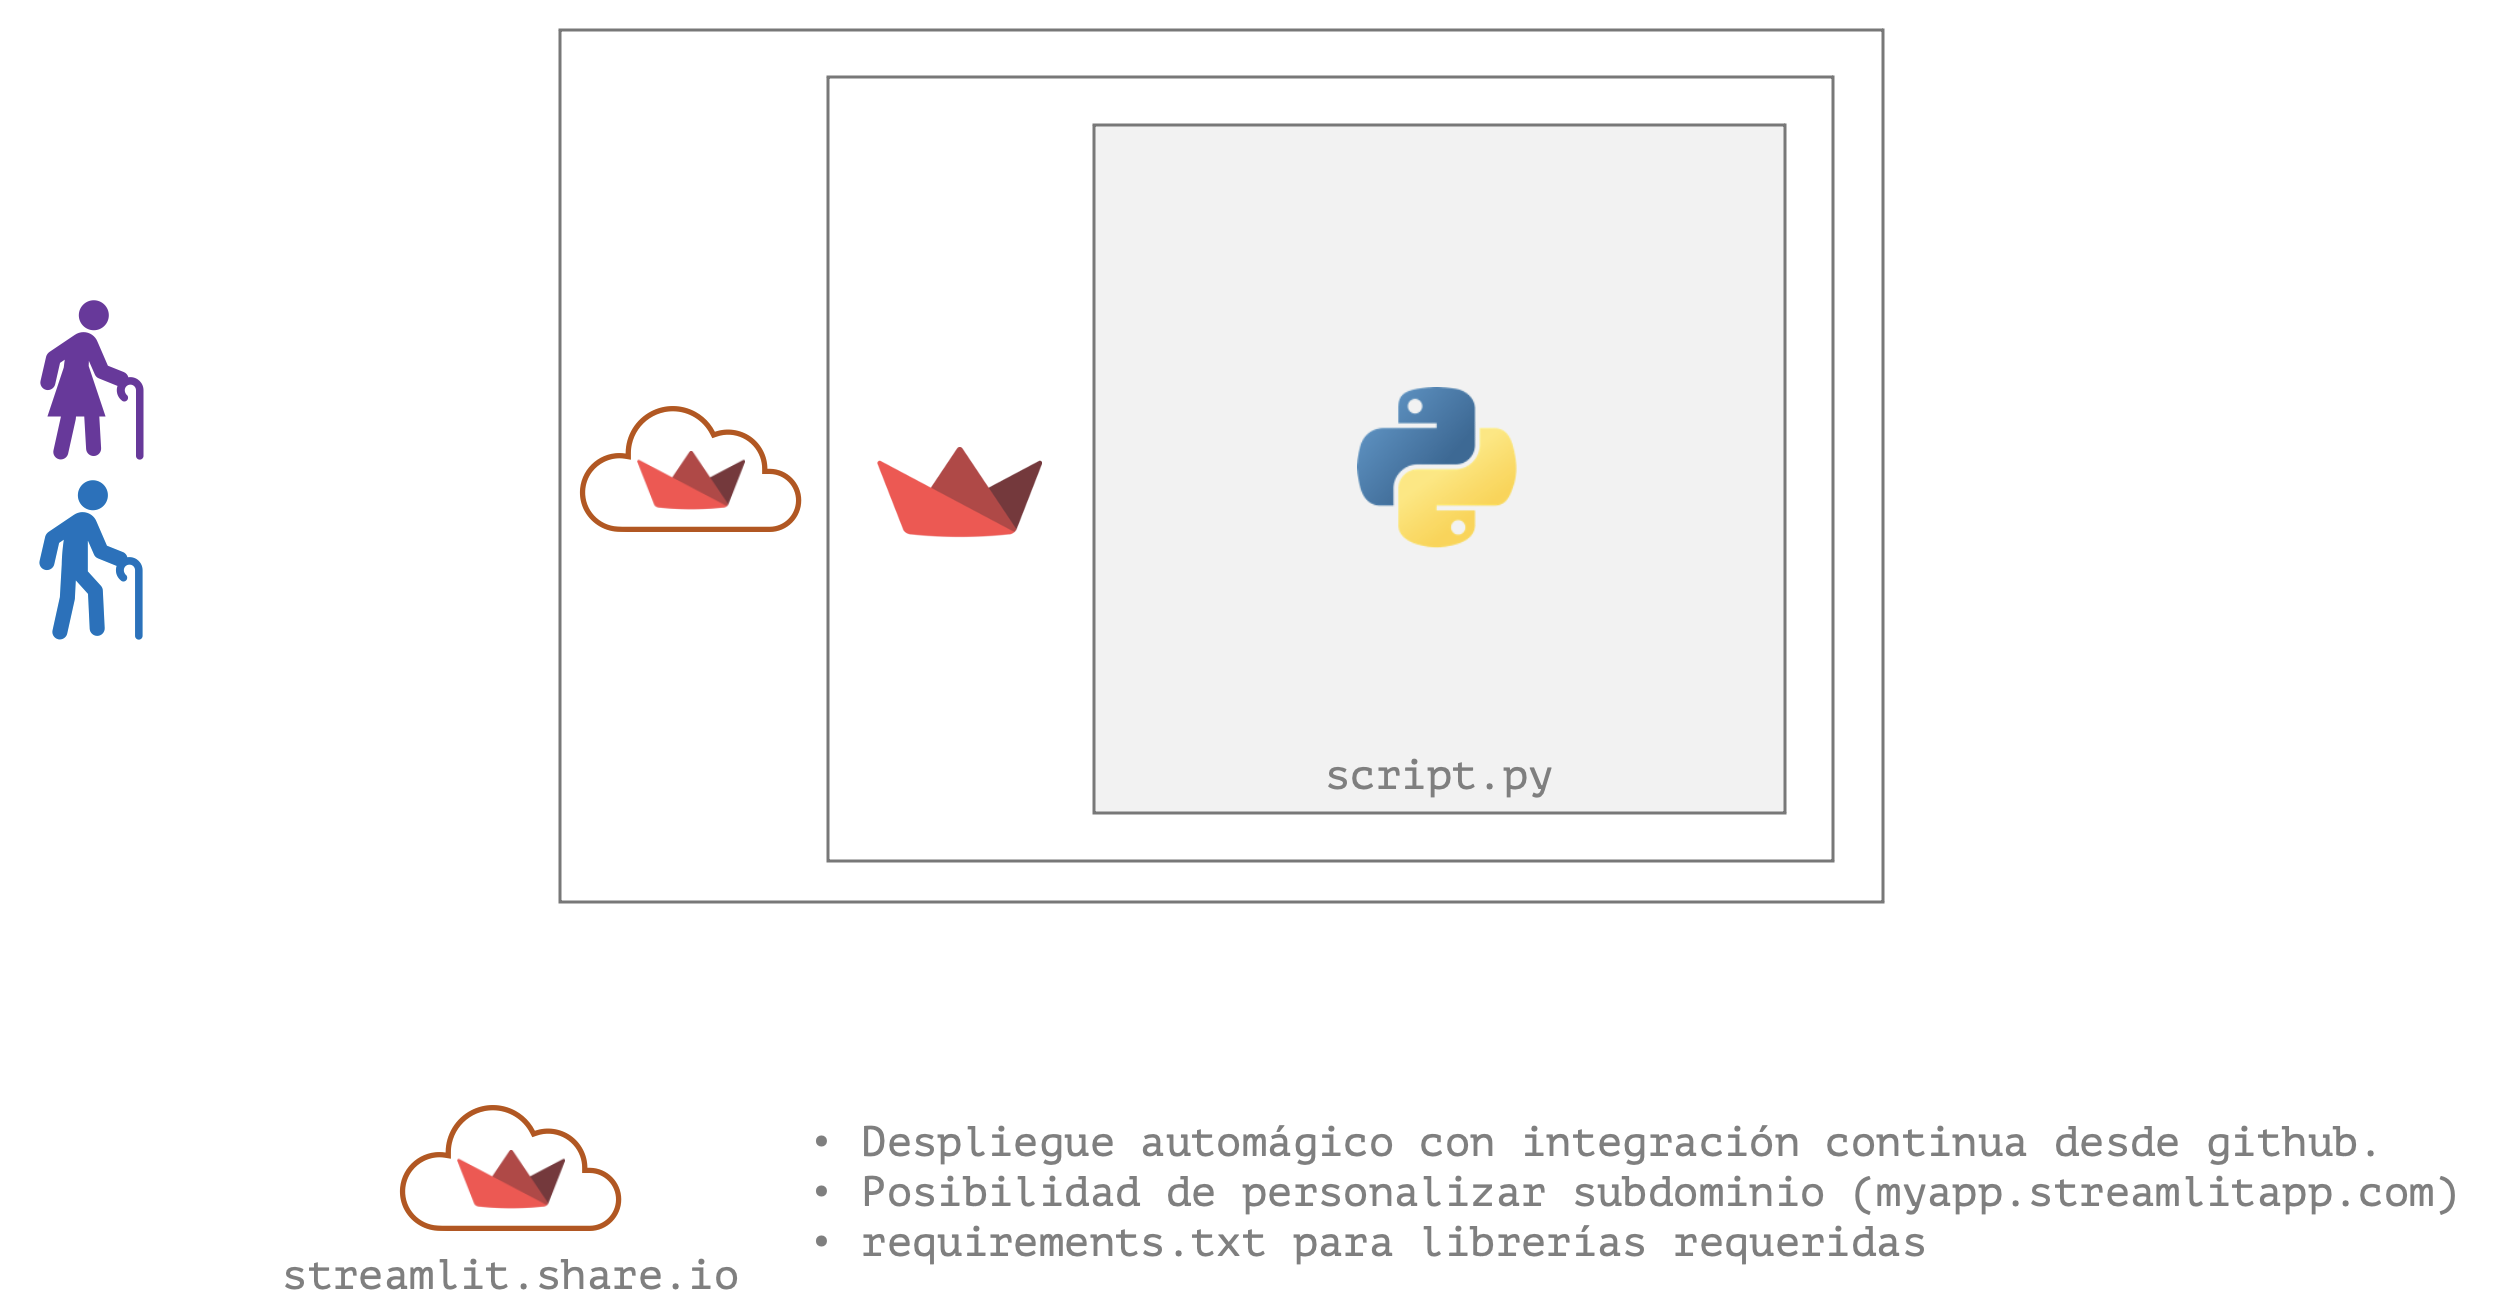 script.py
• Despliegue automágico con integración continua desde github.
• Posibilidad de personalizar subdominio (myapp.streamlitapp.com)
• requirements.txt para librerías requeridas
streamlit.share.io